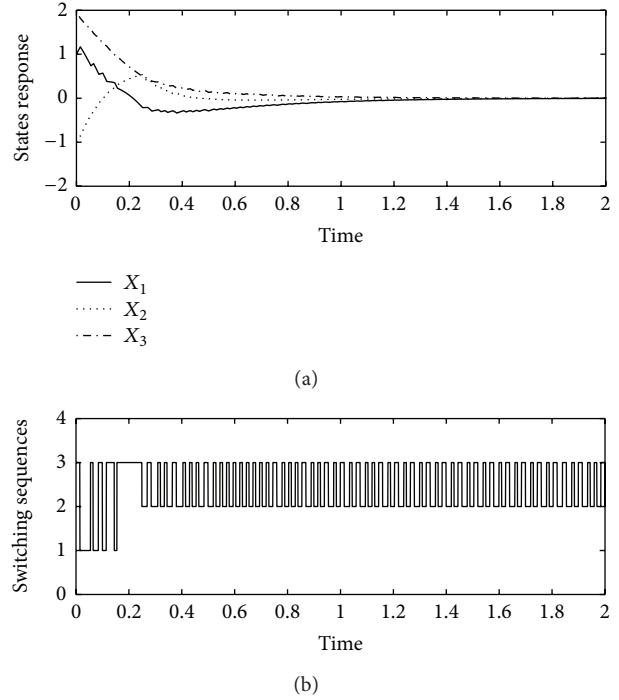 2
1
0
−1
−2
States response
0 0.2 0.4 0.6 0.8 1 1.2 1.4 1.6 1.8 2
Time
X1
X2
X3
(a)
4
3
2
1
0
Switching sequences
0 0.2 0.4 0.6 0.8 1 1.2 1.4 1.6 1.8 2
Time
(b)